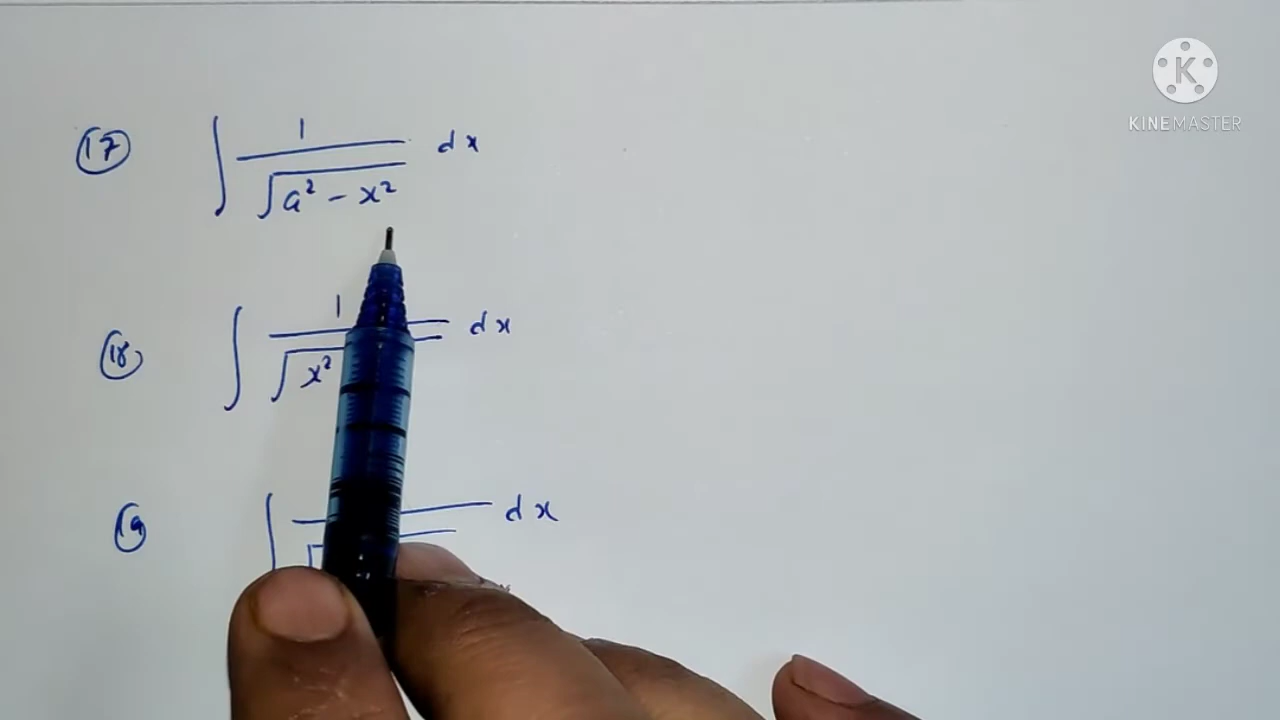 (17) ∫ 1/√(a² - x²) dx
K
KINEMASTER
(18) ∫ 1/√(x² dx
(19) ∫ dx